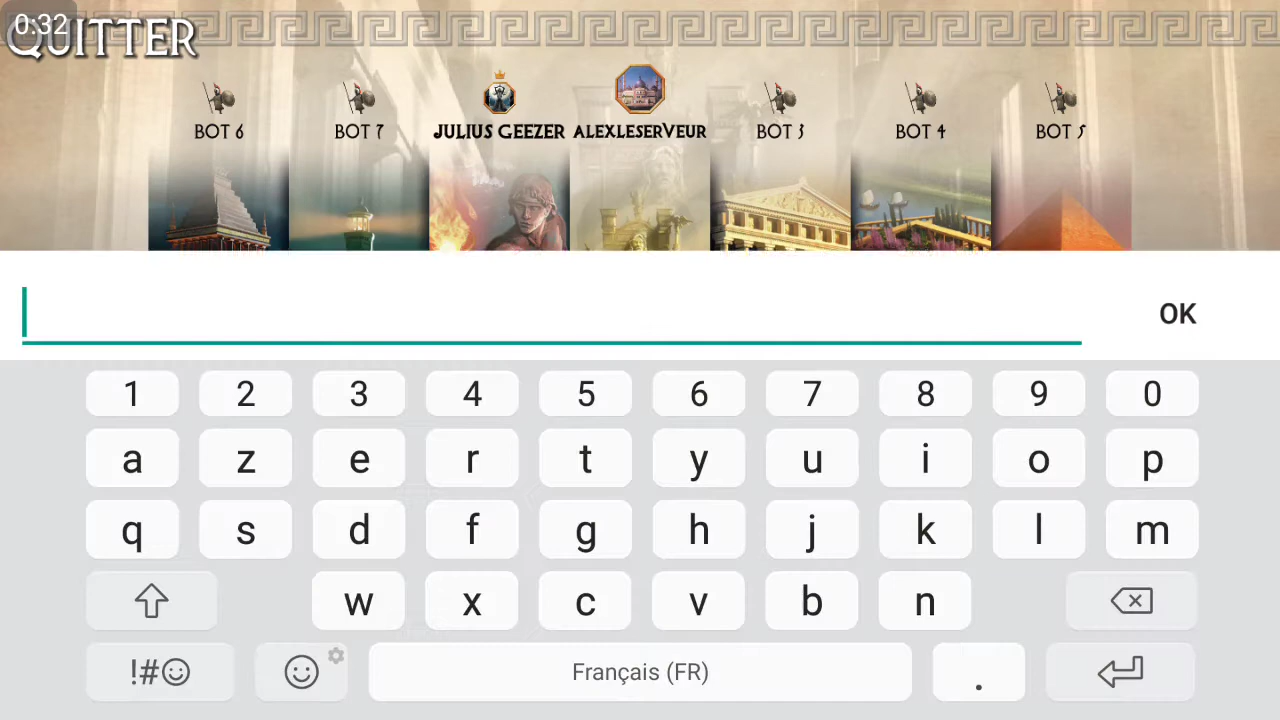 0:32
QUITTER
BOT 6 BOT 7 JULIUS GEEZER ALEXLESERVEUR BOT 3 BOT 4 BOT 5
OK
1 2 3 4 5 6 7 8 9 0
a z e r t y u i o p
q s d f g h j k l m
w x c v b n
!#☺ Français (FR) .